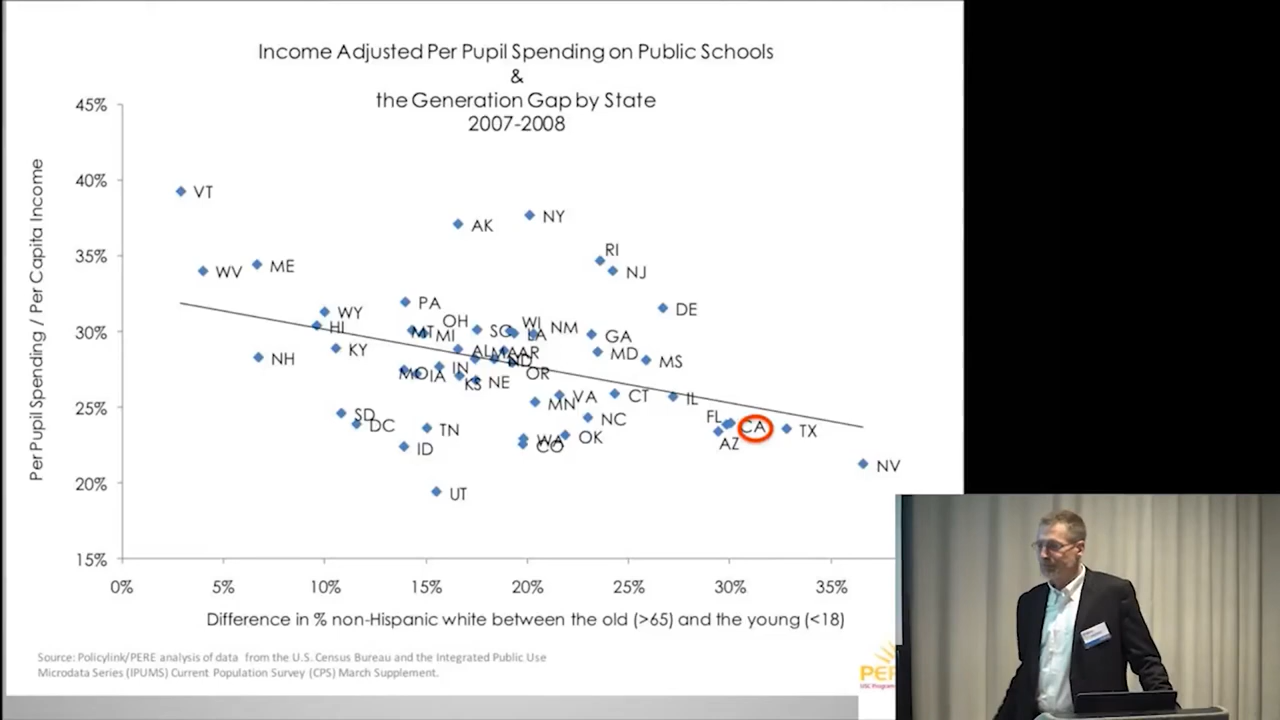 Income Adjusted Per Pupil Spending on Public Schools
&
the Generation Gap by State
2007-2008
Per Pupil Spending / Per Capita Income
45%
40%
35%
30%
25%
20%
15%
VT
NY
AK
RI
ME
WV
NJ
PA
DE
WY
OH
WI
NM
HI
MT
MI
SC
LA
GA
KY
AL
MA
AR
MD
NH
ND
MS
MO
IA
IN
OR
KS
NE
VA
CT
IL
MN
SD
DC
NC
FL
CA
TN
TX
WA
OK
CO
AZ
ID
NV
UT
0%
5%
10%
15%
20%
25%
30%
35%
Difference in % non-Hispanic white between the old (>65) and the young (<18)
Source: Policylink/PERE analysis of data from the U.S. Census Bureau and the Integrated Public Use
Microdata Series (IPUMS) Current Population Survey (CPS) March Supplement.